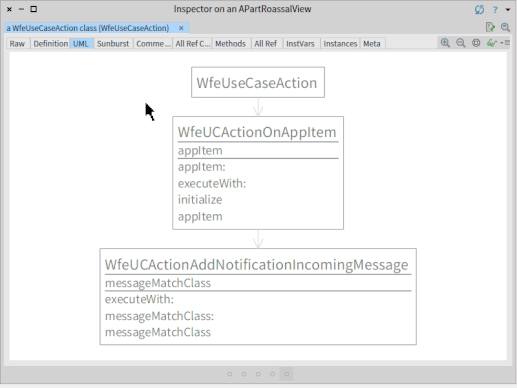 Inspector on an APartRoassalView
a WfeUseCaseAction class (WfeUseCaseAction) ×
Raw Definition UML Sunburst Comme ... All Ref C... Methods All Ref InstVars Instances Meta
WfeUseCaseAction
WfeUCActionOnAppItem
appItem
appItem:
executeWith:
initialize
appItem
WfeUCActionAddNotificationIncomingMessage
messageMatchClass
executeWith:
messageMatchClass:
messageMatchClass